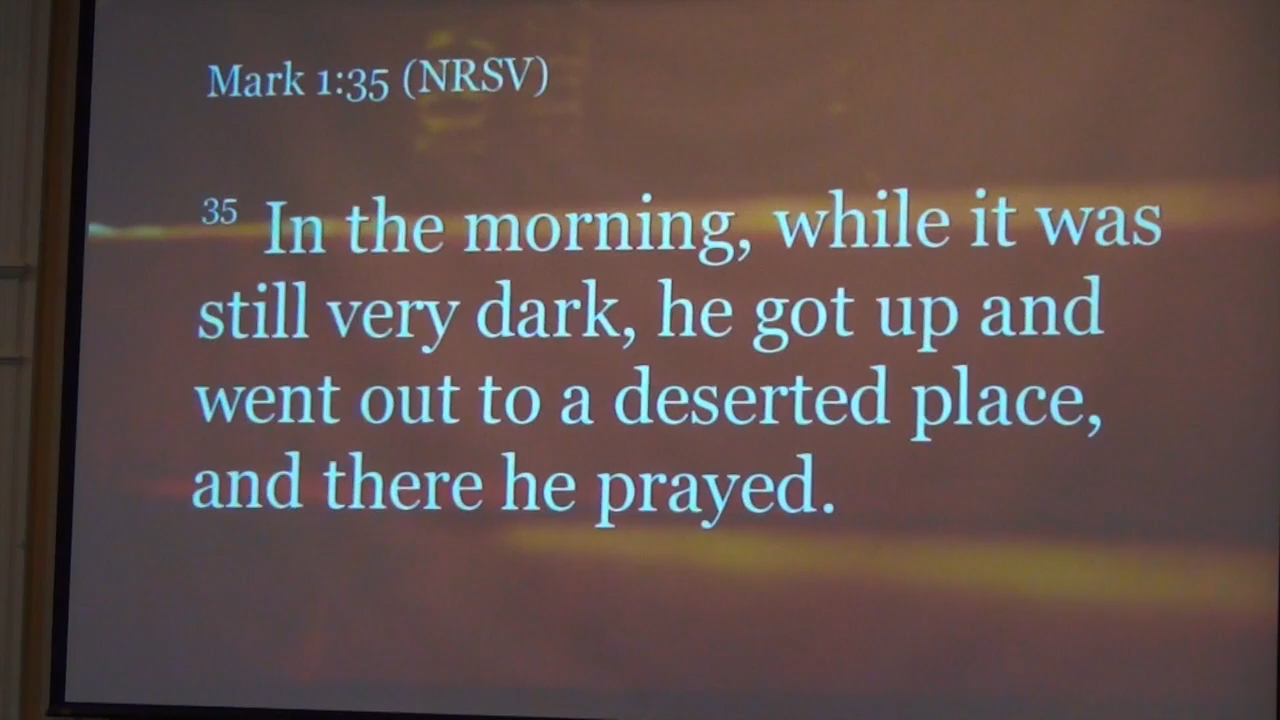 Mark 1:35 (NRSV)
35 In the morning, while it was
still very dark, he got up and
went out to a deserted place,
and there he prayed.